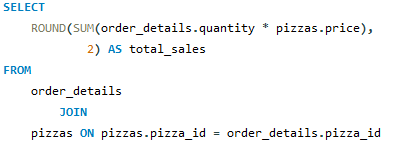 SELECT
    ROUND(SUM(order_details.quantity * pizzas.price),
            2) AS total_sales
FROM
    order_details
        JOIN
    pizzas ON pizzas.pizza_id = order_details.pizza_id